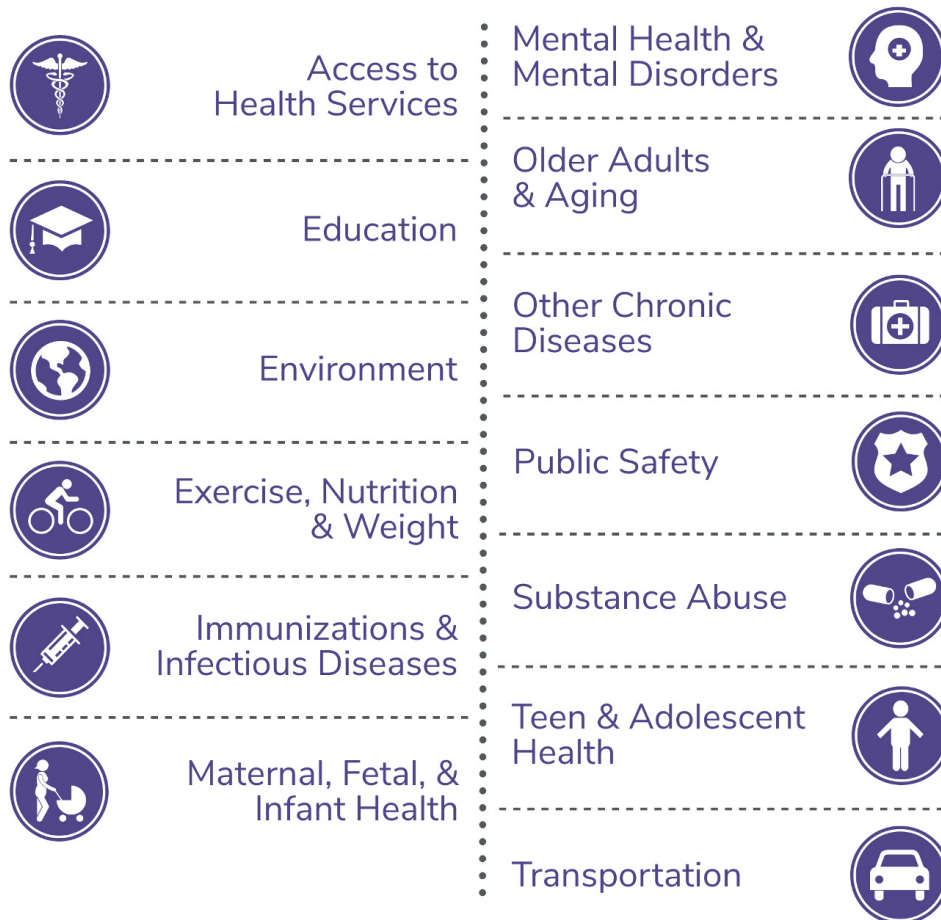 Access to
Health Services
Education
Environment
Exercise, Nutrition
& Weight
Immunizations &
Infectious Diseases
Maternal, Fetal, &
Infant Health
Mental Health &
Mental Disorders
Older Adults
& Aging
Other Chronic
Diseases
Public Safety
Substance Abuse
Teen & Adolescent
Health
Transportation